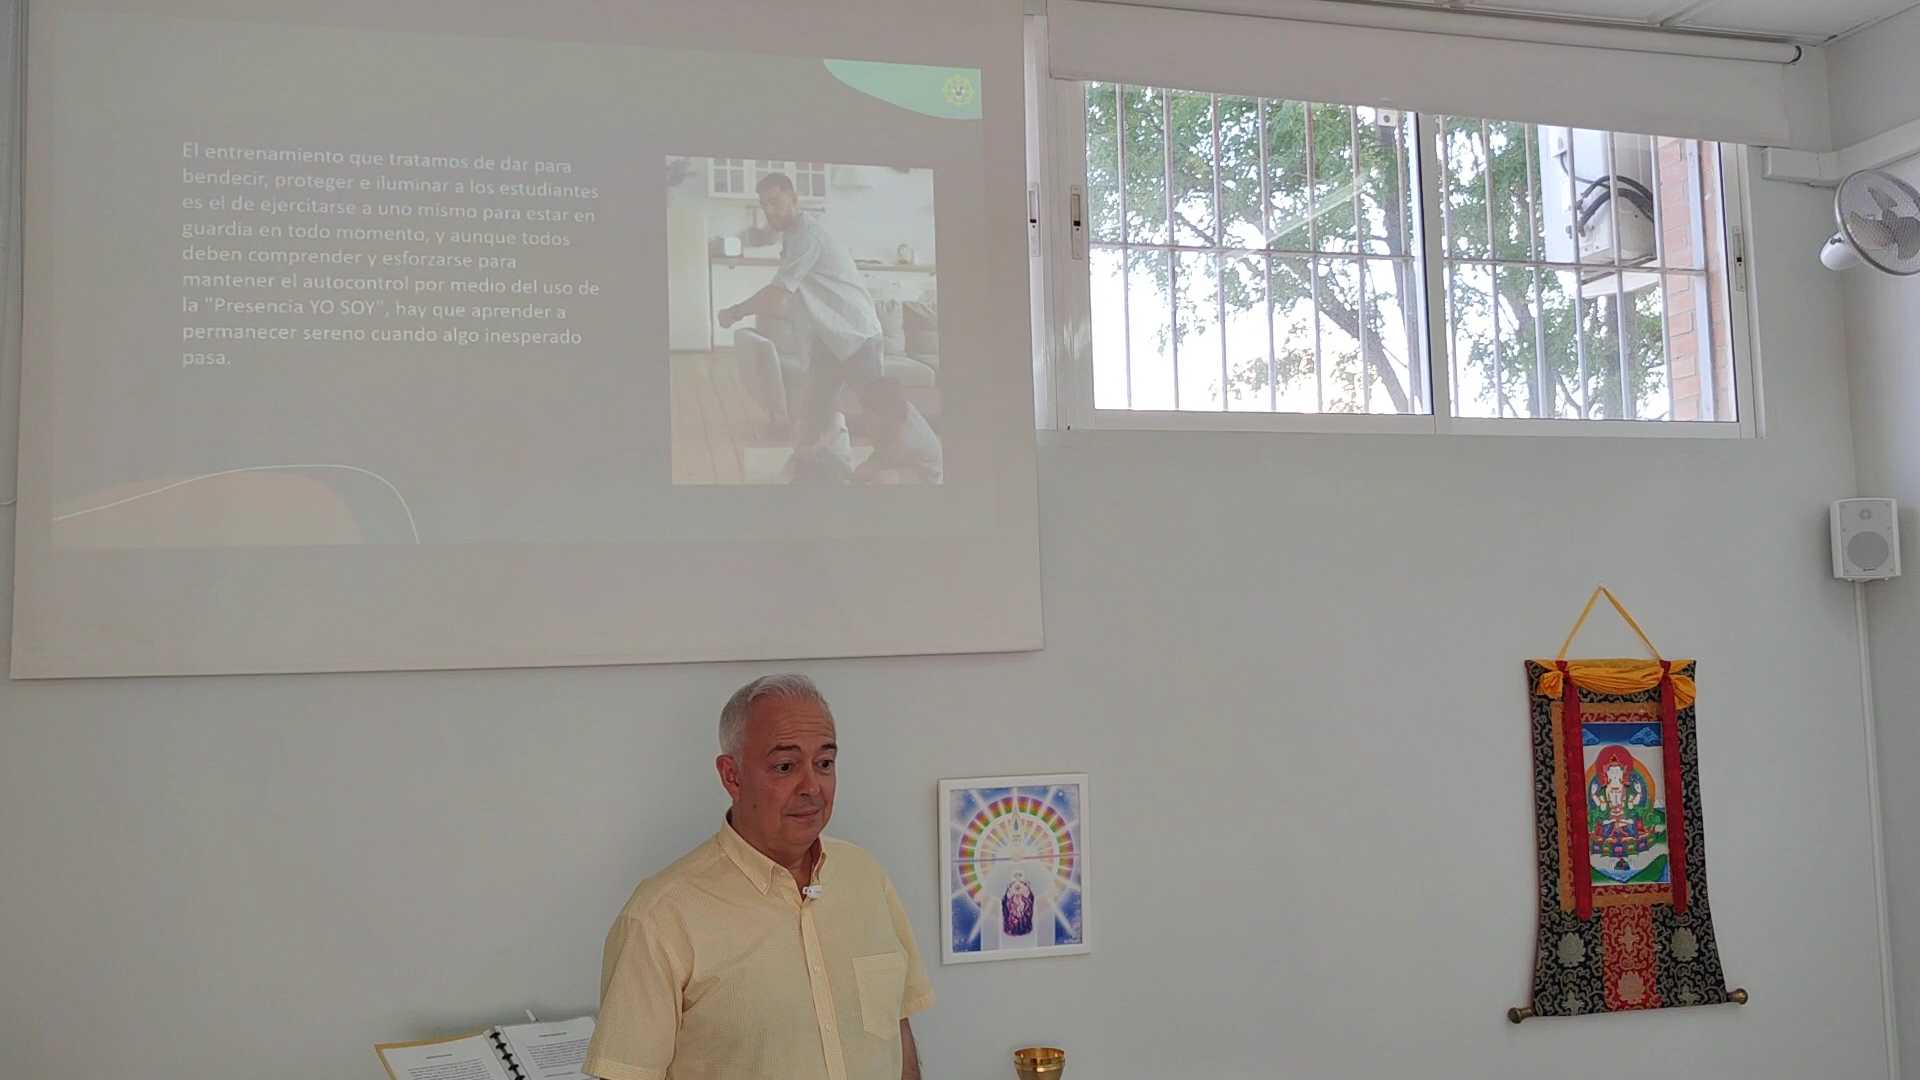 El entrenamiento que tratamos de dar para
bendecir, proteger e iluminar a los estudiantes
es el de ejercitarse a uno mismo para estar en
guardia en todo momento, y aunque todos
deben comprender y esforzarse para
mantener el autocontrol por medio del uso de
la "Presencia YO SOY", hay que aprender a
permanecer sereno cuando algo inesperado
pasa.